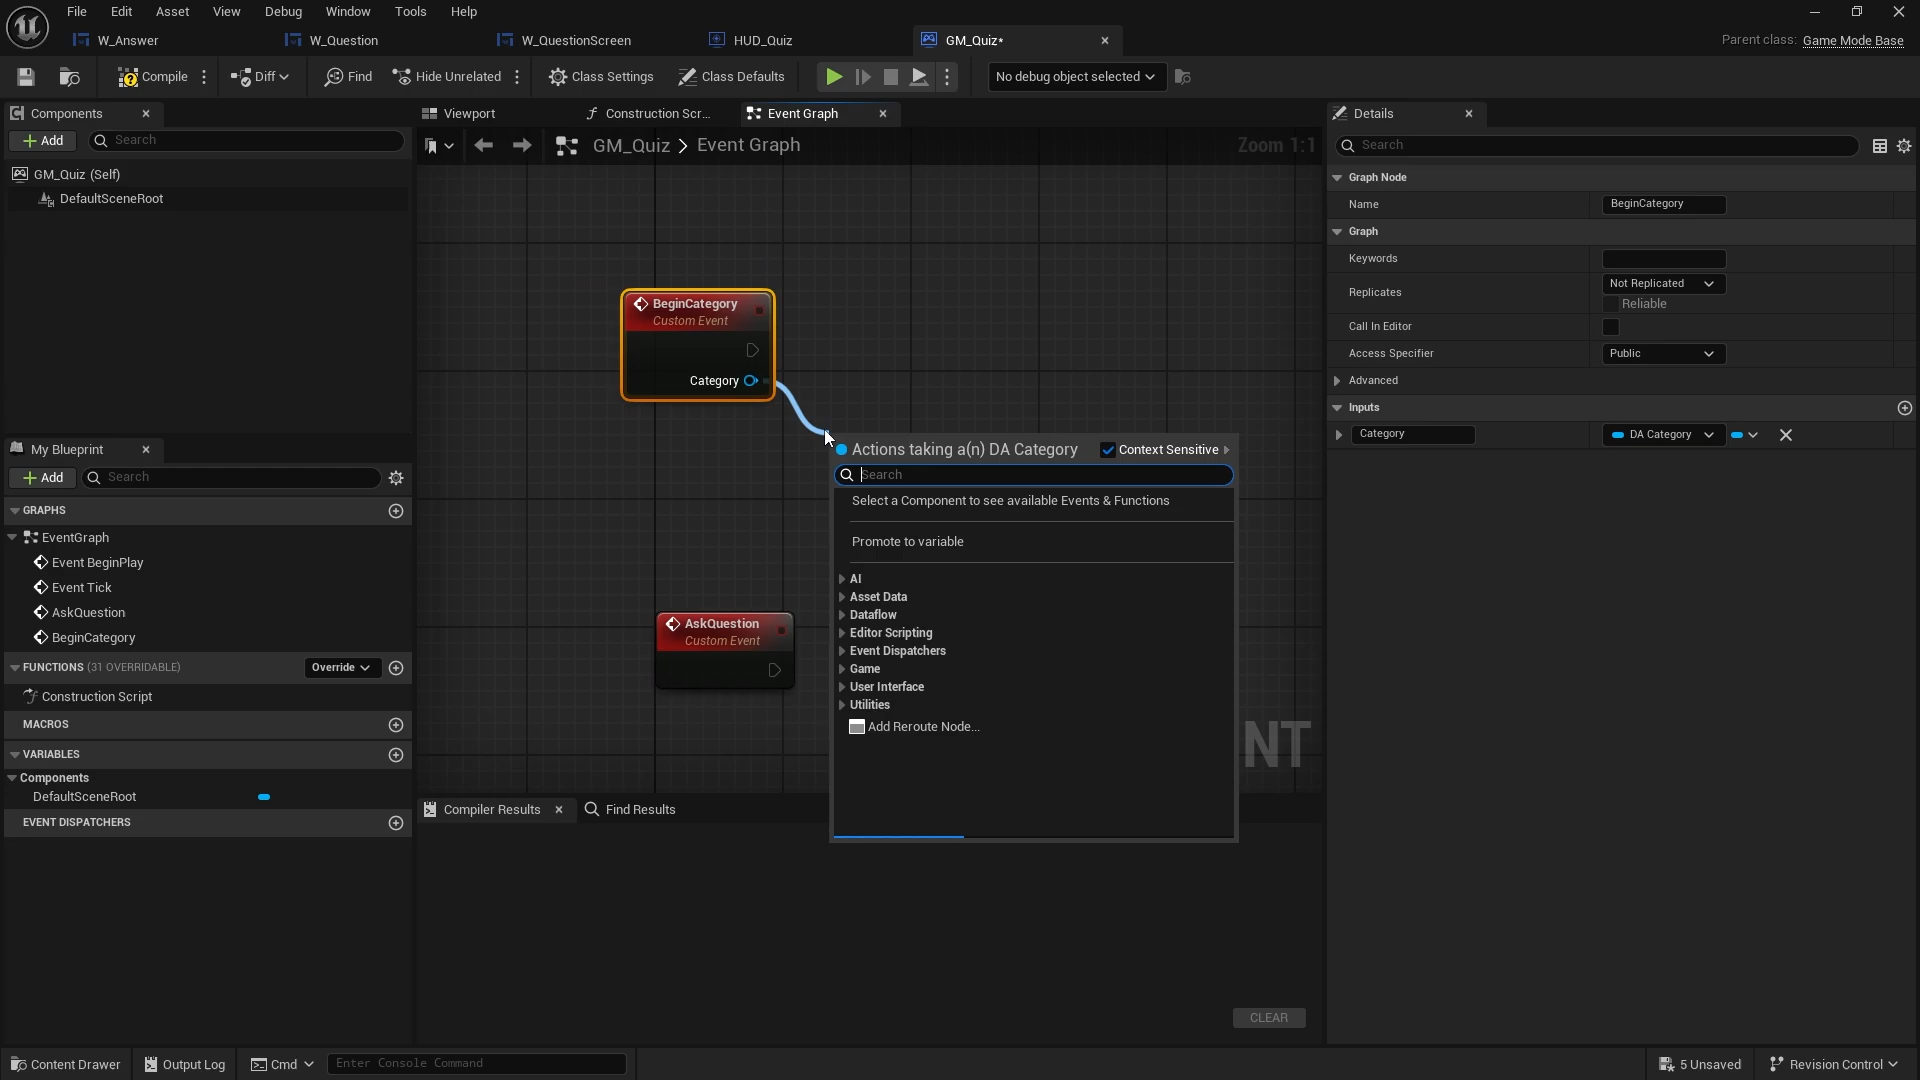 File Edit Asset View Debug Window Tools Help
W_Answer W_Question W_QuestionScreen HUD_Quiz GM_Quiz*
Parent class: Game Mode Base
Compile Diff Find Hide Unrelated Class Settings Class Defaults No debug object selected
Components
Add Search
GM_Quiz (Self)
DefaultSceneRoot
My Blueprint
Add Search
GRAPHS
EventGraph
Event BeginPlay
Event Tick
AskQuestion
BeginCategory
FUNCTIONS (31 OVERRIDABLE) Override
Construction Script
MACROS
VARIABLES
Components
DefaultSceneRoot
EVENT DISPATCHERS
Viewport Construction Scr... Event Graph
GM_Quiz > Event Graph Zoom 1:1
BeginCategory
Custom Event
Category
AskQuestion
Custom Event
Actions taking a(n) DA Category Context Sensitive
Search
Select a Component to see available Events & Functions
Promote to variable
AI
Asset Data
Dataflow
Editor Scripting
Event Dispatchers
Game
User Interface
Utilities
Add Reroute Node...
NT
Compiler Results Find Results
CLEAR
Details
Search
Graph Node
Name BeginCategory
Graph
Keywords
Replicates Not Replicated
Reliable
Call In Editor
Access Specifier Public
Advanced
Inputs
Category DA Category
Content Drawer Output Log Cmd Enter Console Command 5 Unsaved Revision Control